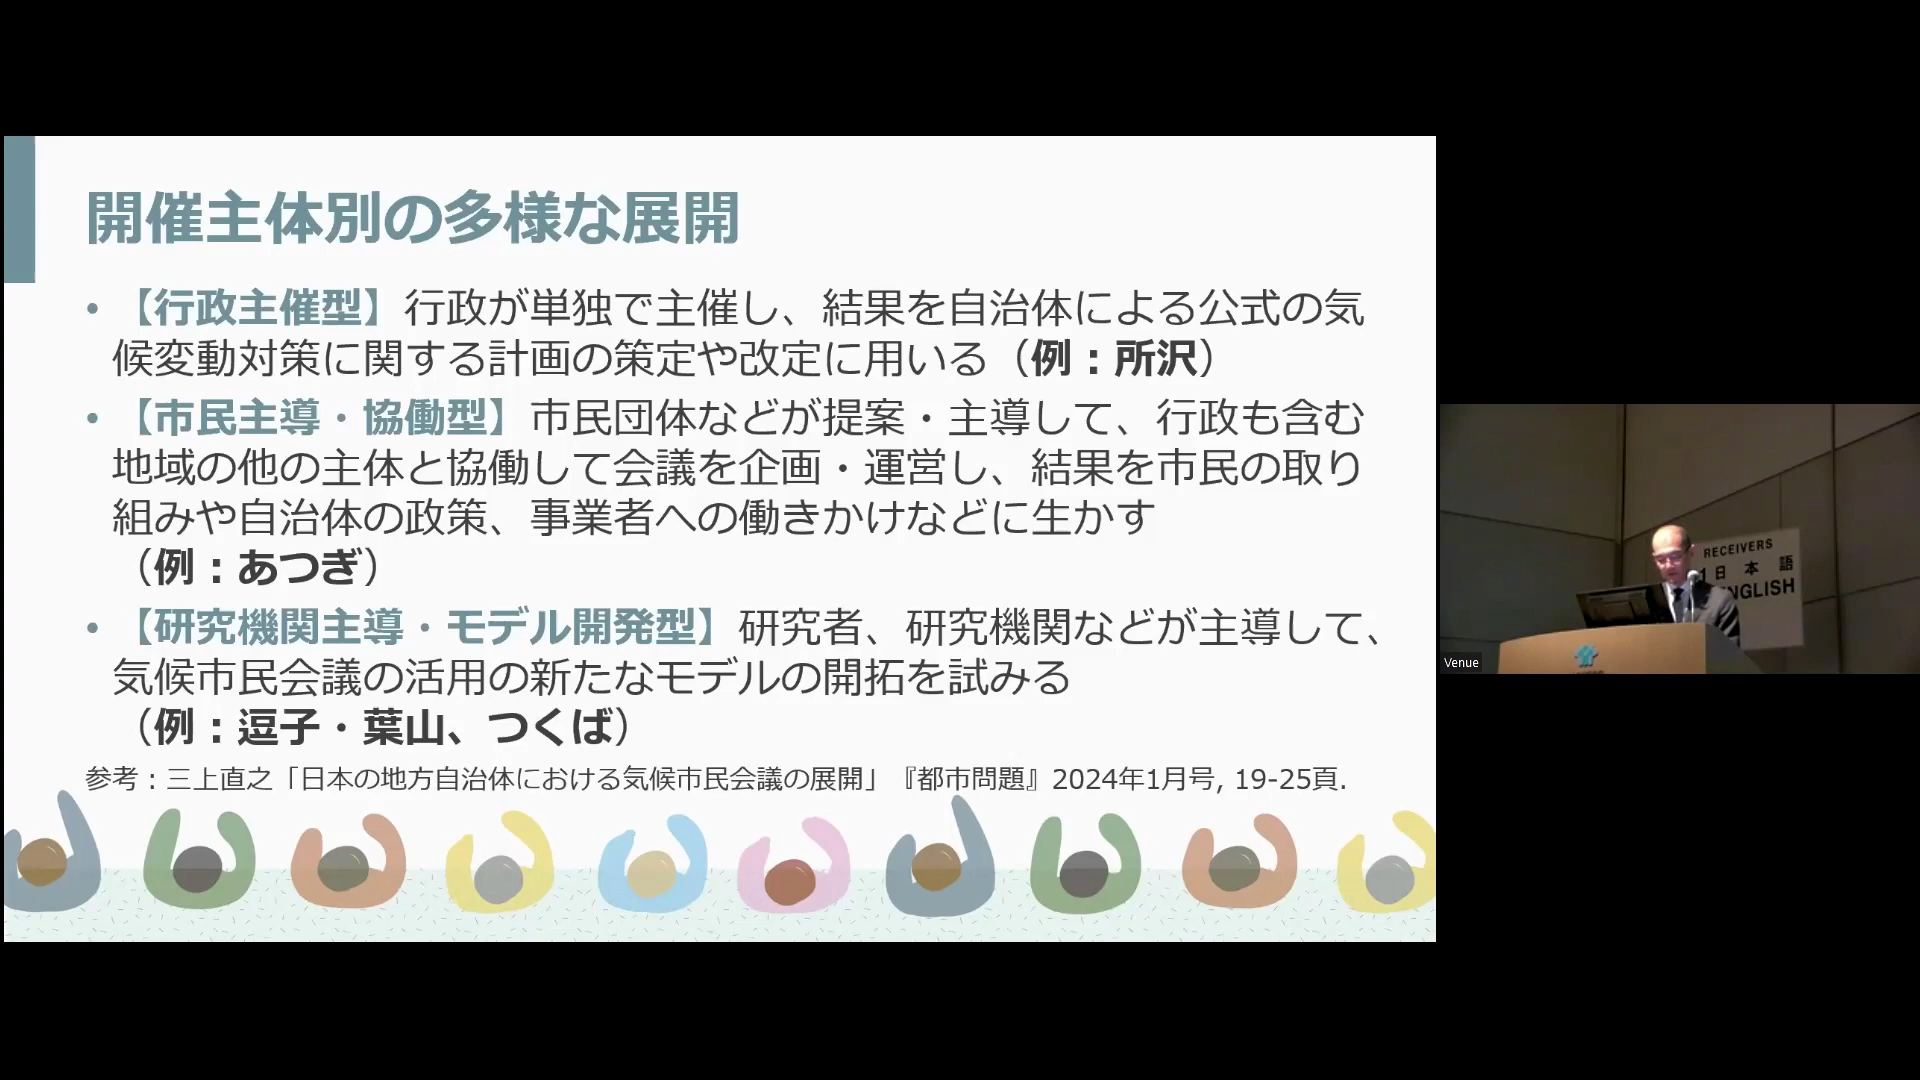 開催主体別の多様な展開
• 【行政主催型】行政が単独で主催し、結果を自治体による公式の気
候変動対策に関する計画の策定や改定に用いる（例：所沢）
• 【市民主導・協働型】市民団体などが提案・主導して、行政も含む
地域の他の主体と協働して会議を企画・運営し、結果を市民の取り
組みや自治体の政策、事業者への働きかけなどに生かす
（例：あつぎ）
• 【研究機関主導・モデル開発型】研究者、研究機関などが主導して、
気候市民会議の活用の新たなモデルの開拓を試みる
（例：逗子・葉山、つくば）
参考：三上直之「日本の地方自治体における気候市民会議の展開」『都市問題』2024年1月号, 19-25頁.
RECEIVERS
1 日 本 語
ENGLISH
Venue